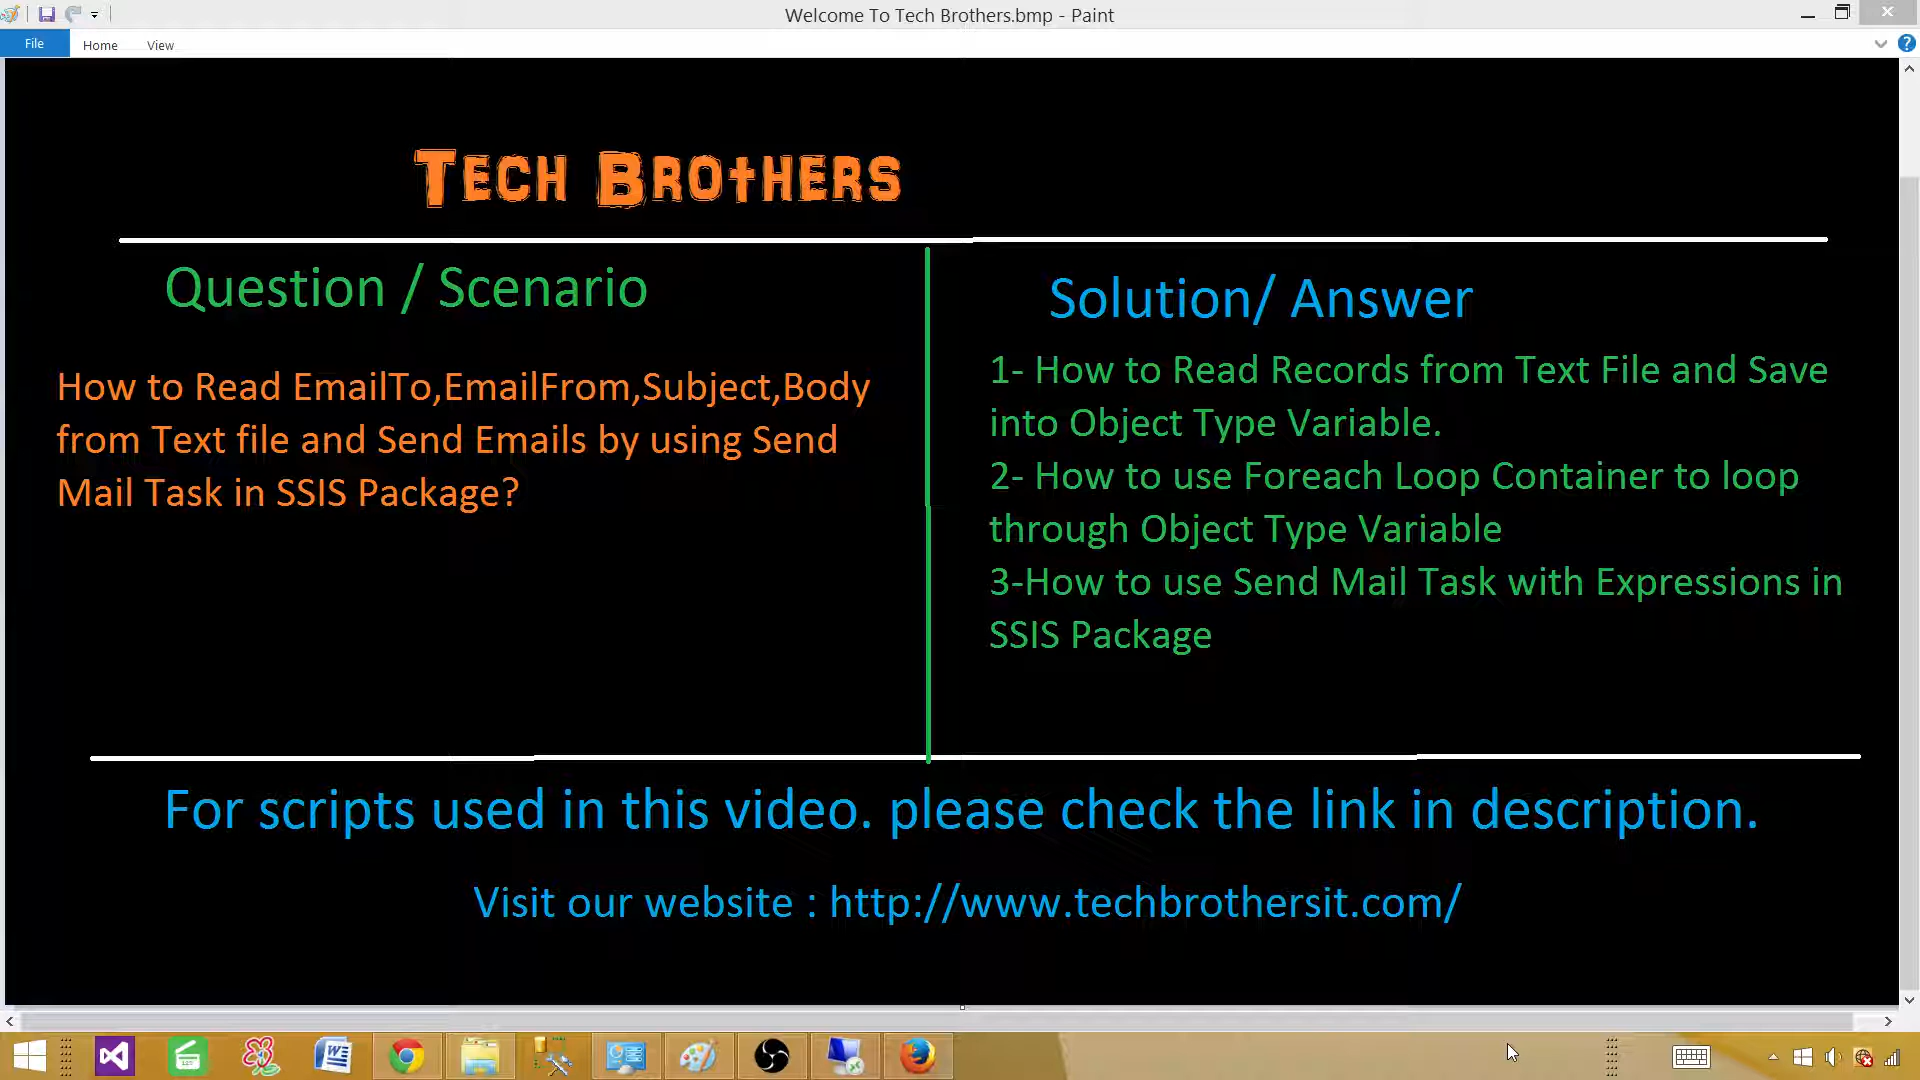 Welcome To Tech Brothers.bmp - Paint
File
Home
View
Tech Brothers
Question / Scenario
How to Read EmailTo,EmailFrom,Subject,Body
from Text file and Send Emails by using Send
Mail Task in SSIS Package?
Solution/ Answer
1- How to Read Records from Text File and Save
into Object Type Variable.
2- How to use Foreach Loop Container to loop
through Object Type Variable
3-How to use Send Mail Task with Expressions in
SSIS Package
For scripts used in this video. please check the link in description.
Visit our website : http://www.techbrothersit.com/